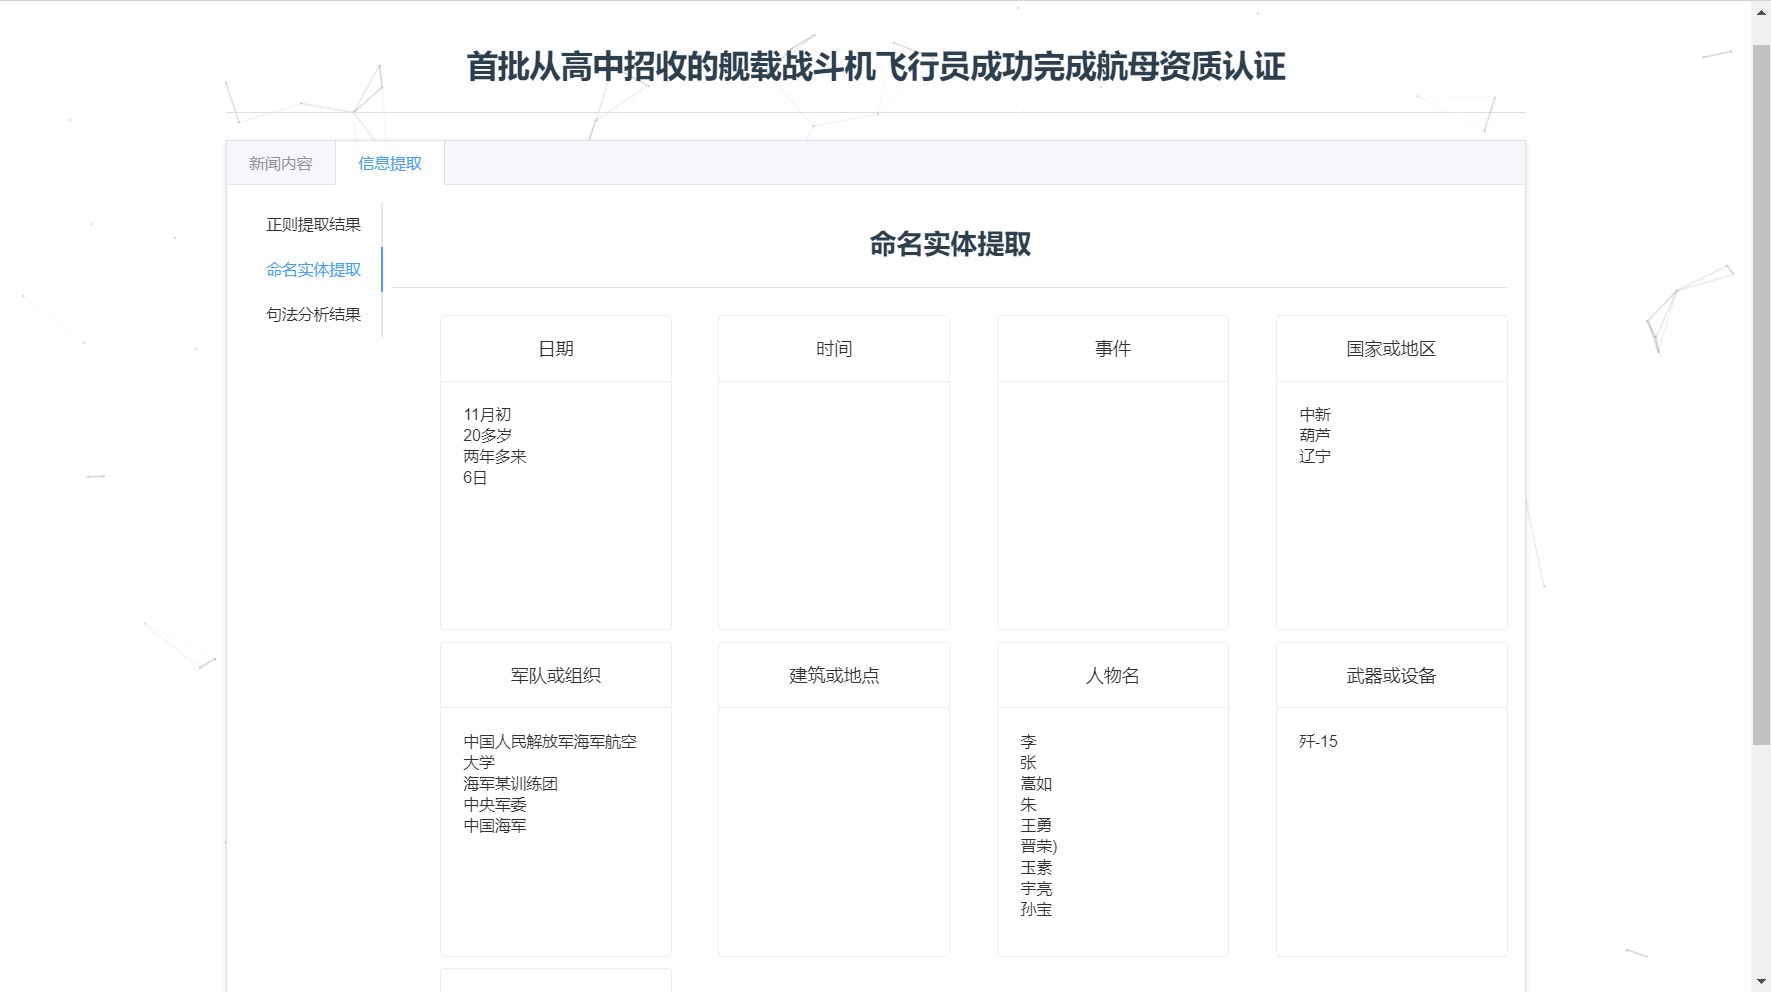 首批从高中招收的舰载战斗机飞行员成功完成航母资质认证
新闻内容
信息提取
正则提取结果
命名实体提取
句法分析结果
命名实体提取
日期
11月初
20多岁
两年多来
6日
时间
事件
国家或地区
中新
葫芦
辽宁
军队或组织
中国人民解放军海军航空
大学
海军某训练团
中央军委
中国海军
建筑或地点
人物名
李
张
嵩如
朱
王勇
晋荣)
玉素
宇亮
孙宝
武器或设备
歼-15